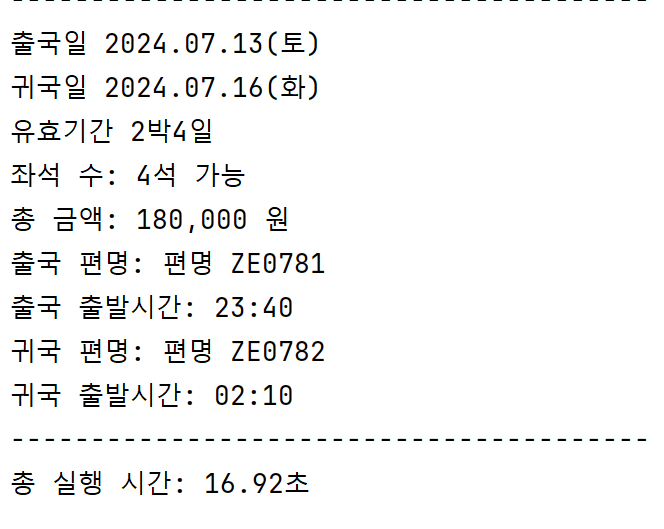 ----------------------------------------
출국일 2024.07.13(토)
귀국일 2024.07.16(화)
유효기간 2박4일
좌석 수: 4석 가능
총 금액: 180,000 원
출국 편명: 편명 ZE0781
출국 출발시간: 23:40
귀국 편명: 편명 ZE0782
귀국 출발시간: 02:10
----------------------------------------
총 실행 시간: 16.92초